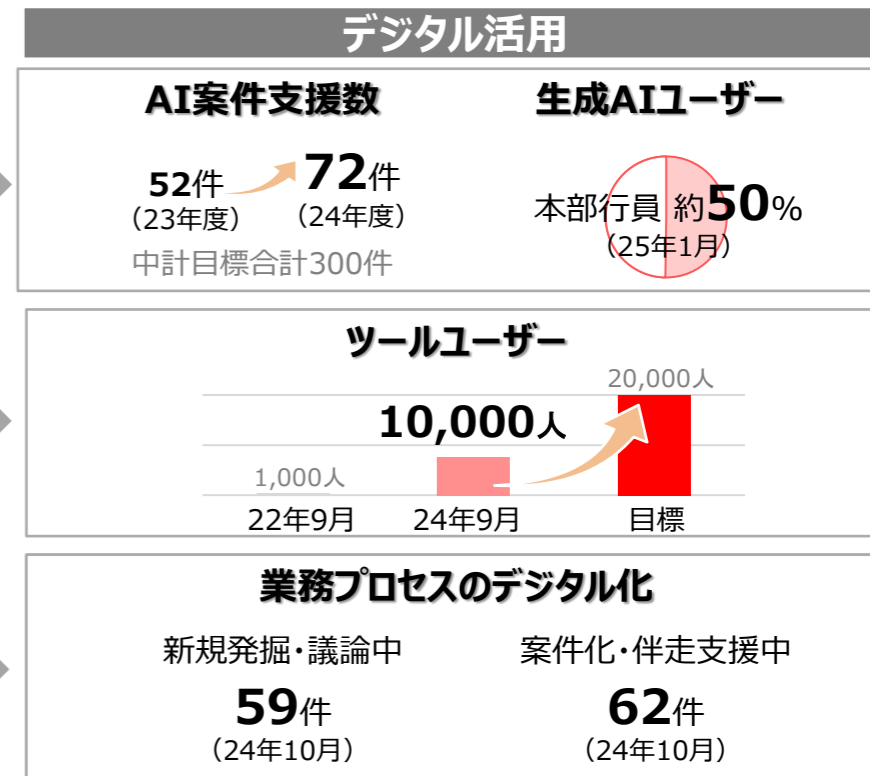 デジタル活用
AI案件支援数
52件
(23年度)
72件
(24年度)
中計目標合計300件
生成AIユーザー
本部行員 約50%
(25年1月)
ツールユーザー
1,000人
10,000人
20,000人
22年9月
24年9月
目標
業務プロセスのデジタル化
新規発掘・議論中
59件
(24年10月)
案件化・伴走支援中
62件
(24年10月)